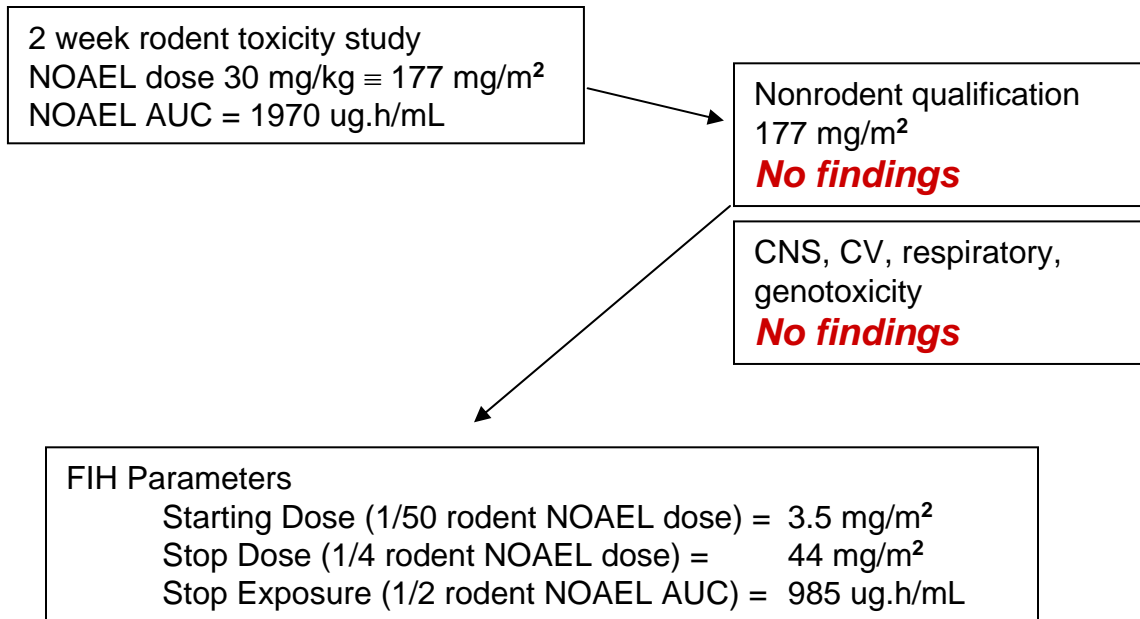 2 week rodent toxicity study
NOAEL dose 30 mg/kg ≡ 177 mg/m²
NOAEL AUC = 1970 ug.h/mL
Nonrodent qualification
177 mg/m²
No findings
CNS, CV, respiratory,
genotoxicity
No findings
FIH Parameters
Starting Dose (1/50 rodent NOAEL dose) = 3.5 mg/m²
Stop Dose (1/4 rodent NOAEL dose) = 44 mg/m²
Stop Exposure (1/2 rodent NOAEL AUC) = 985 ug.h/mL